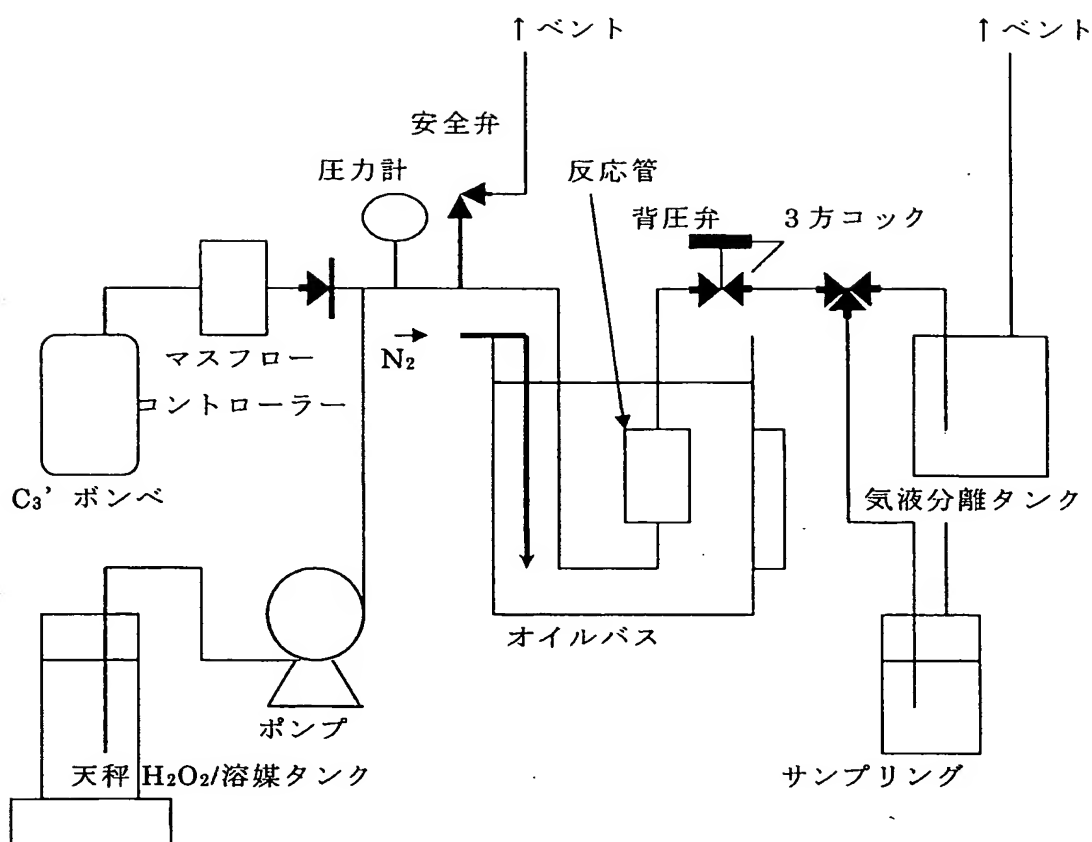 ↑ベント
↑ベント
安全弁
圧力計
反応管
背圧弁
3方コック
マスフロー
コントローラー
N₂
C₃’ボンベ
気液分離タンク
オイルバス
ポンプ
天秤 H₂O₂/溶媒タンク
サンプリング